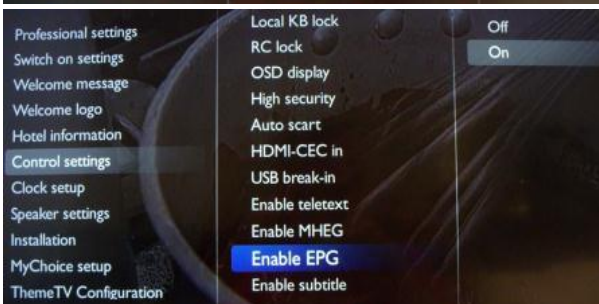 Professional settings
Switch on settings
Welcome message
Welcome logo
Hotel information
Control settings
Clock setup
Speaker settings
Installation
MyChoice setup
ThemeTV Configuration
Local KB lock
RC lock
OSD display
High security
Auto scart
HDMI-CEC in
USB break-in
Enable teletext
Enable MHEG
Enable EPG
Enable subtitle
Off
On